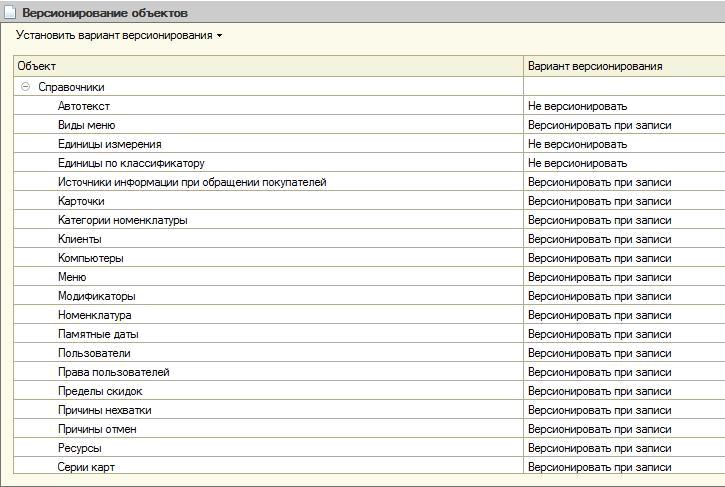 Версионирование объектов
Установить вариант версионирования
Объект Вариант версионирования
Справочники
Автотекст Не версионировать
Виды меню Версионировать при записи
Единицы измерения Не версионировать
Единицы по классификатору Не версионировать
Источники информации при обращении покупателей Версионировать при записи
Карточки Версионировать при записи
Категории номенклатуры Версионировать при записи
Клиенты Версионировать при записи
Компьютеры Версионировать при записи
Меню Версионировать при записи
Модификаторы Версионировать при записи
Номенклатура Версионировать при записи
Памятные даты Версионировать при записи
Пользователи Версионировать при записи
Права пользователей Версионировать при записи
Пределы скидок Версионировать при записи
Причины нехватки Версионировать при записи
Причины отмен Версионировать при записи
Ресурсы Версионировать при записи
Серии карт Версионировать при записи